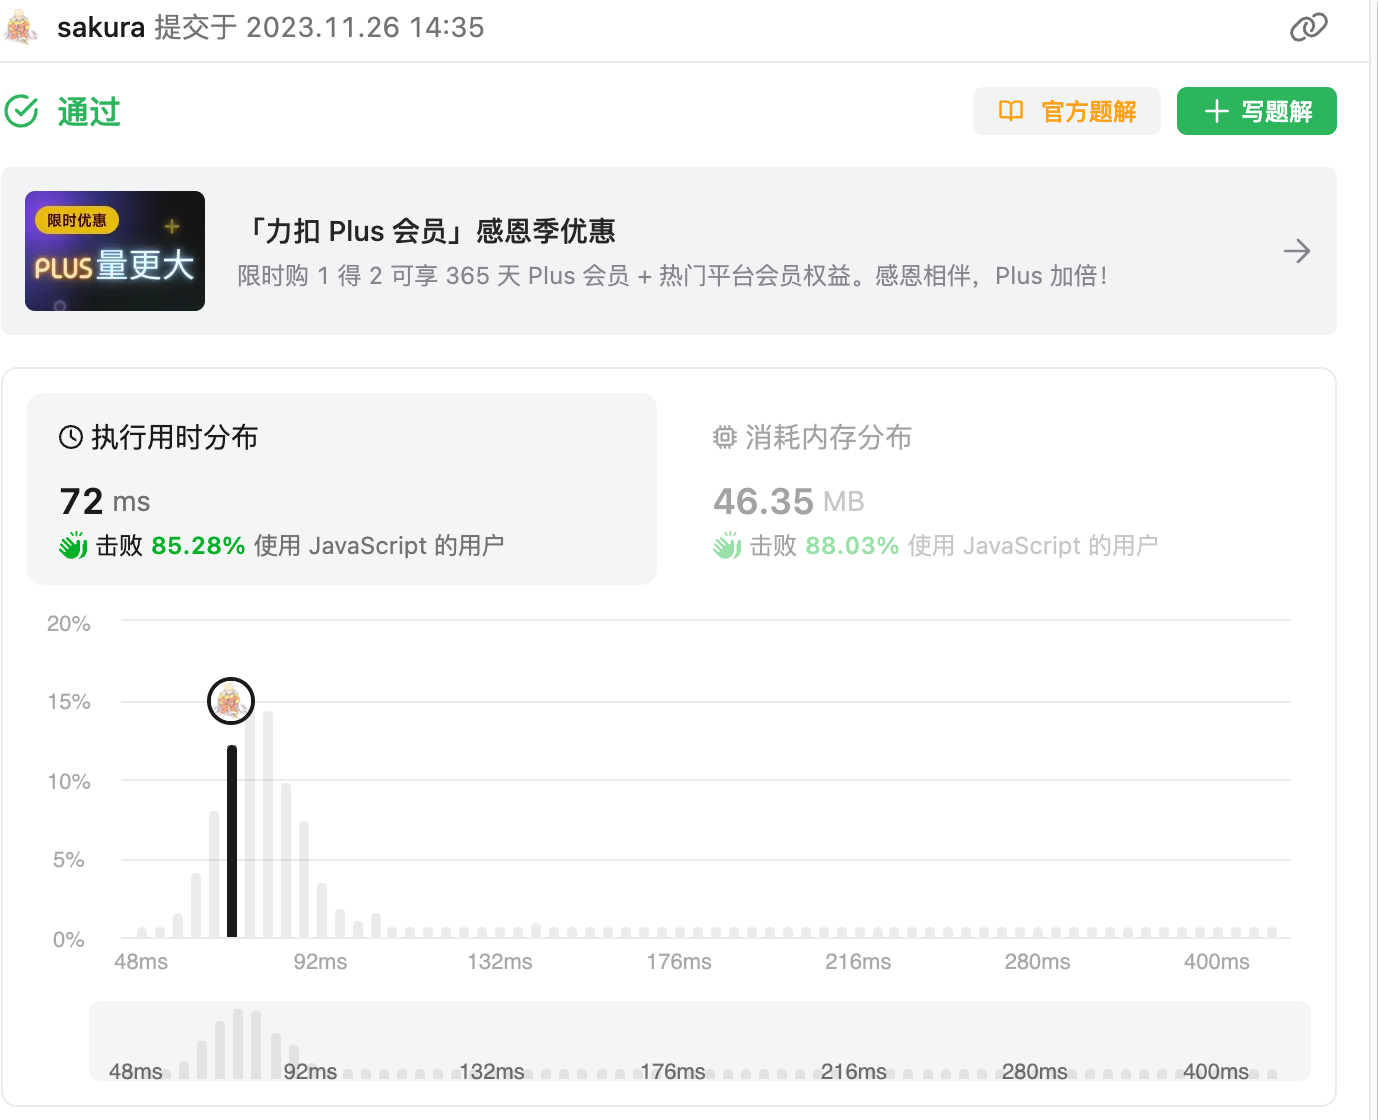 sakura 提交于 2023.11.26 14:35
通过
官方题解
写题解
限时优惠
PLUS量更大
「力扣 Plus 会员」感恩季优惠
限时购 1 得 2 可享 365 天 Plus 会员 + 热门平台会员权益。感恩相伴，Plus 加倍！
执行用时分布
72 ms
击败 85.28% 使用 JavaScript 的用户
消耗内存分布
46.35 MB
击败 88.03% 使用 JavaScript 的用户
20%
15%
10%
5%
0%
48ms 92ms 132ms 176ms 216ms 280ms 400ms
48ms 92ms 132ms 176ms 216ms 280ms 400ms